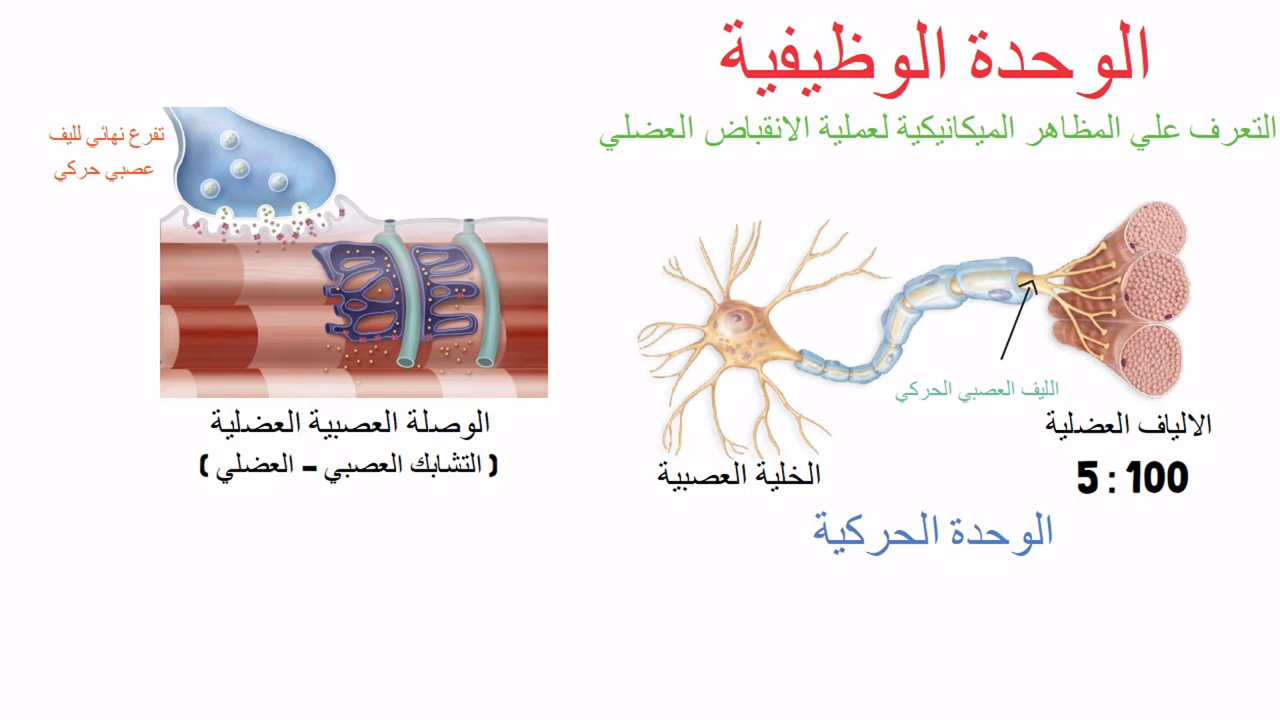 الوحدة الوظيفية
التعرف علي المظاهر الميكانيكية لعملية الانقباض العضلي
تفرع نهائي لليف
عصبي حركي
الليف العصبي الحركي
الالياف العضلية
5 : 100
الخلية العصبية
الوحدة الحركية
الوصلة العصبية العضلية
( التشابك العصبي – العضلي )